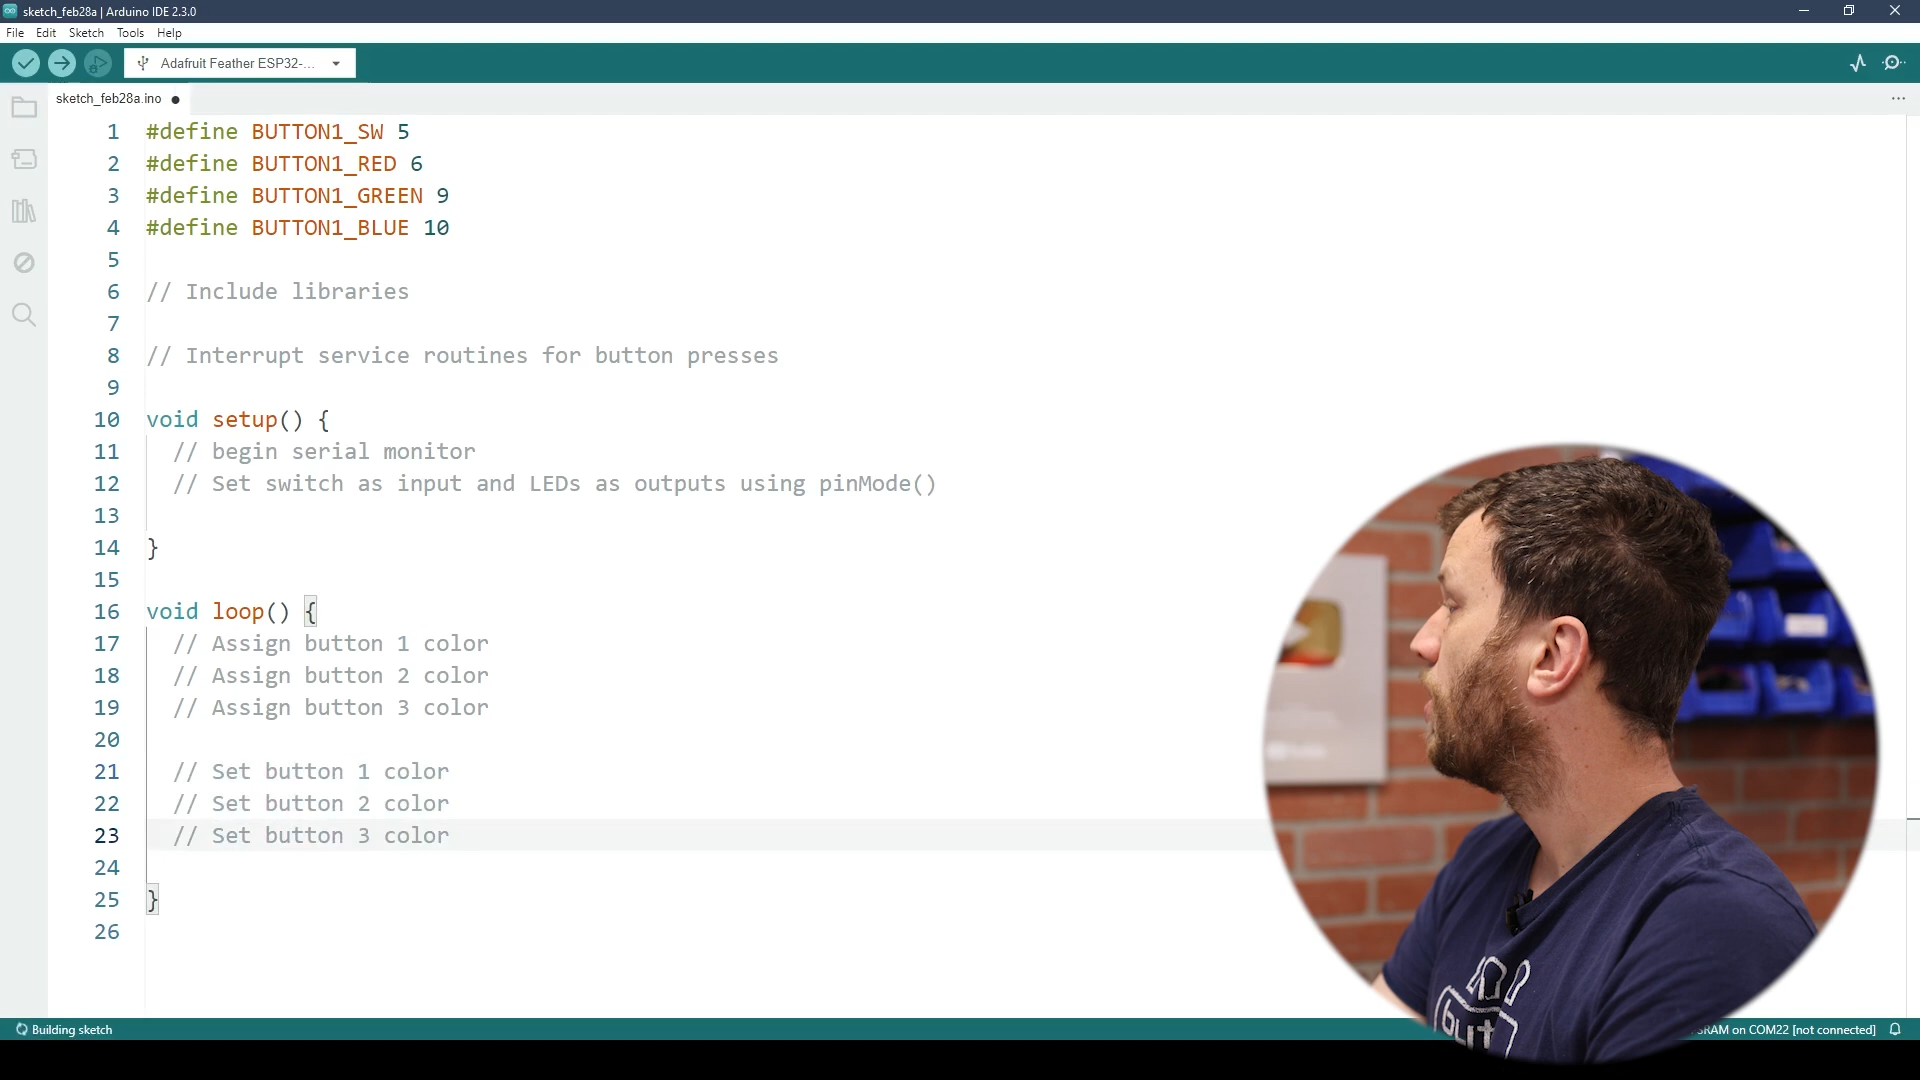 sketch_feb28a | Arduino IDE 2.3.0
File Edit Sketch Tools Help
Adafruit Feather ESP32-...
sketch_feb28a.ino
1 #define BUTTON1_SW 5
2 #define BUTTON1_RED 6
3 #define BUTTON1_GREEN 9
4 #define BUTTON1_BLUE 10
5
6 // Include libraries
7
8 // Interrupt service routines for button presses
9
10 void setup() {
11 // begin serial monitor
12 // Set switch as input and LEDs as outputs using pinMode()
13
14 }
15
16 void loop() {
17 // Assign button 1 color
18 // Assign button 2 color
19 // Assign button 3 color
20
21 // Set button 1 color
22 // Set button 2 color
23 // Set button 3 color
24
25 }
26
Building sketch
on COM22 [not connected]